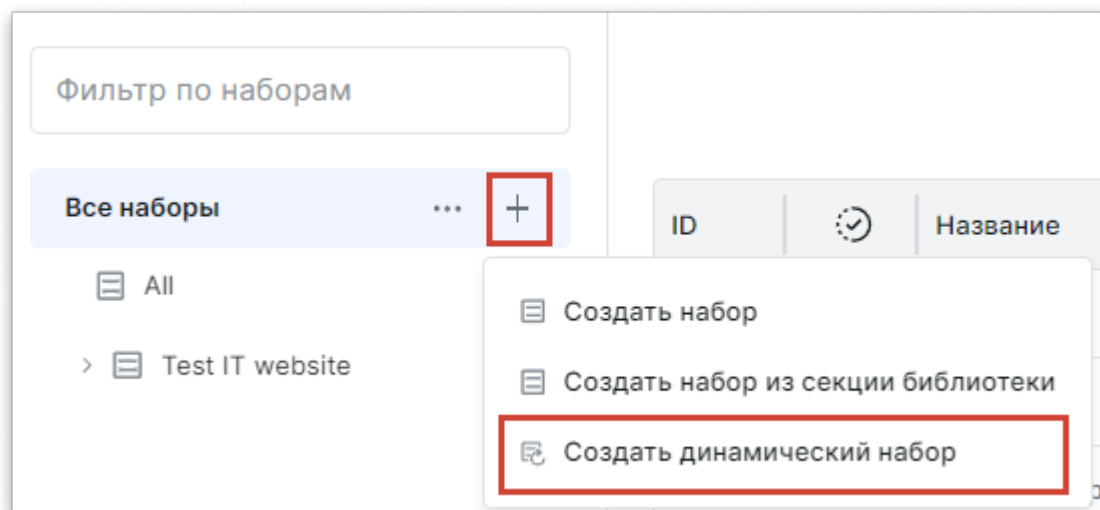 Фильтр по наборам
Все наборы ... +
ID Название
All
Создать набор
Test IT website
Создать набор из секции библиотеки
Создать динамический набор